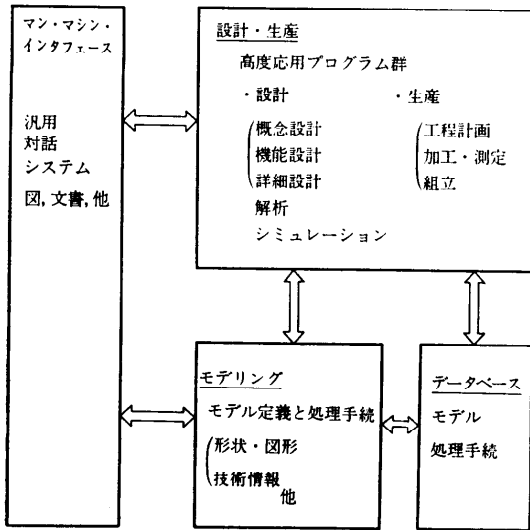 マン・マシン・
インタフェース
汎用
対話
システム
図,文書,他
設計・生産
高度応用プログラム群
・設計
概念設計
機能設計
詳細設計
解析
シミュレーション
・生産
工程計画
加工・測定
組立
モデリング
モデル定義と処理手続
形状・図形
技術情報
他
データベース
モデル
処理手続